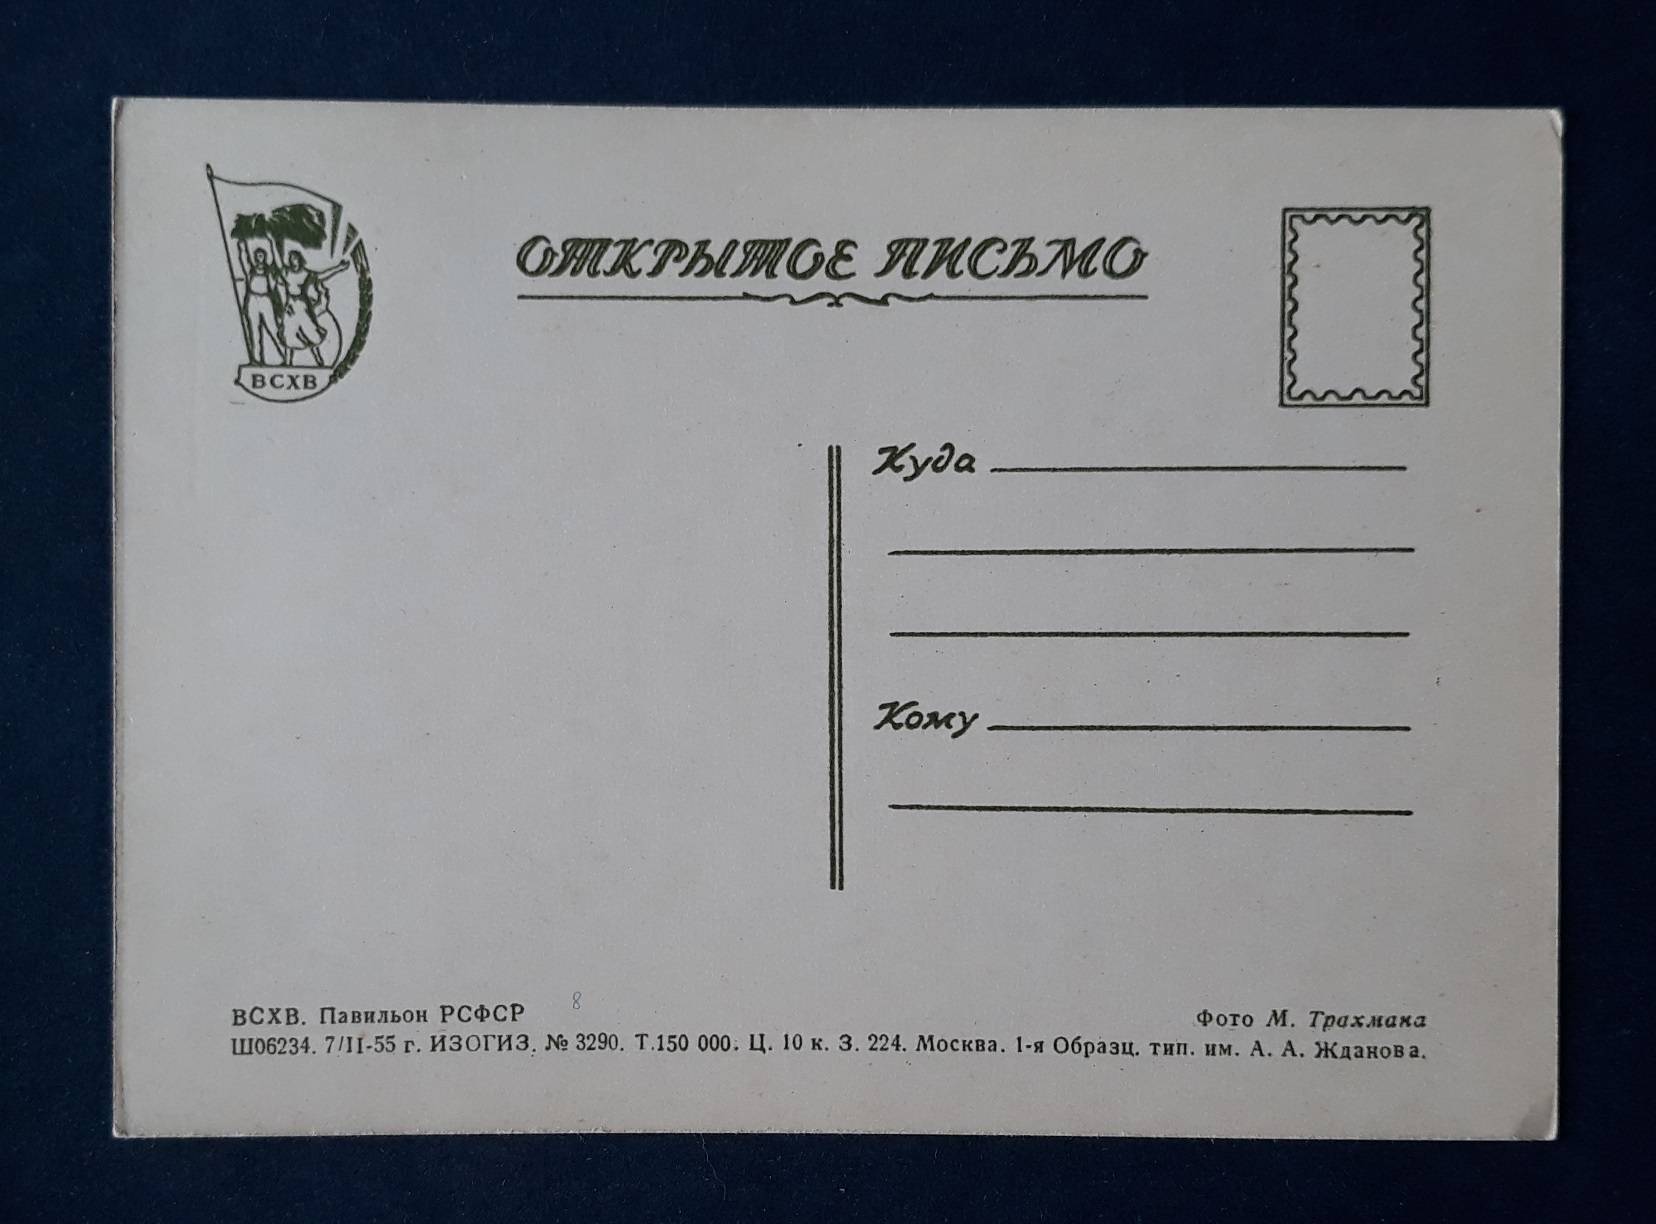 ВСХВ
ОТКРЫТОЕ ПИСЬМО
Куда
Кому
ВСХВ. Павильон РСФСР 8 Фото М. Трахмана
Ш06234. 7/II-55 г. ИЗОГИЗ. № 3290. Т.150 000. Ц. 10 к. З. 224. Москва. 1-я Образц. тип. им. А. А. Жданова.